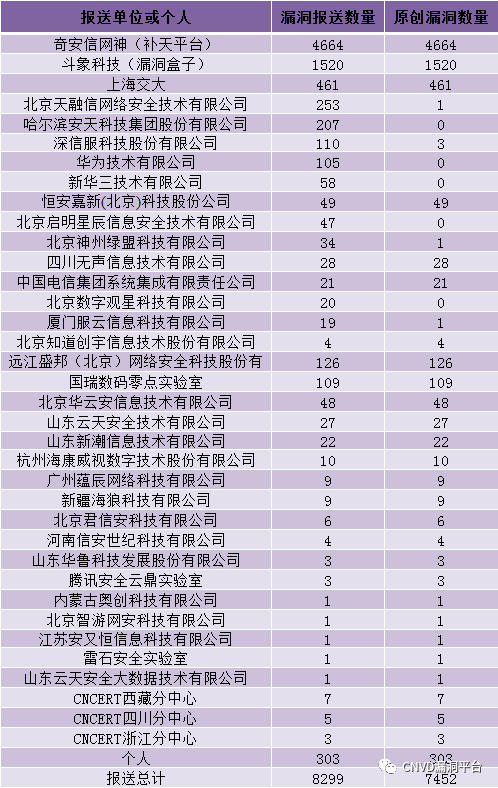 报送单位或个人 漏洞报送数量 原创漏洞数量
奇安信网神（补天平台） 4664 4664
斗象科技（漏洞盒子） 1520 1520
上海交大 461 461
北京天融信网络安全技术有限公司 253 1
哈尔滨安天科技集团股份有限公司 207 0
深信服科技股份有限公司 110 3
华为技术有限公司 105 0
新华三技术有限公司 58 0
恒安嘉新(北京)科技股份公司 49 49
北京启明星辰信息安全技术有限公司 47 0
北京神州绿盟科技有限公司 34 1
四川无声信息技术有限公司 28 28
中国电信集团系统集成有限责任公司 21 21
北京数字观星科技有限公司 20 0
厦门服云信息科技有限公司 19 1
北京知道创宇信息技术股份有限公司 4 4
远江盛邦（北京）网络安全科技股份有 126 126
国瑞数码零点实验室 109 109
北京华云安信息技术有限公司 48 48
山东云天安全技术有限公司 27 27
山东新潮信息技术有限公司 22 22
杭州海康威视数字技术股份有限公司 10 10
广州蕴辰网络科技有限公司 9 9
新疆海狼科技有限公司 9 9
北京君信安科技有限公司 6 6
河南信安世纪科技有限公司 4 4
山东华鲁科技发展股份有限公司 3 3
腾讯安全云鼎实验室 3 3
内蒙古奥创科技有限公司 1 1
北京智游网安科技有限公司 1 1
江苏安又恒信息科技有限公司 1 1
雷石安全实验室 1 1
山东云天安全大数据技术有限公司 1 1
CNCERT西藏分中心 7 7
CNCERT四川分中心 5 5
CNCERT浙江分中心 3 3
个人 303 303
报送总计 8299 7452
CNVD漏洞平台